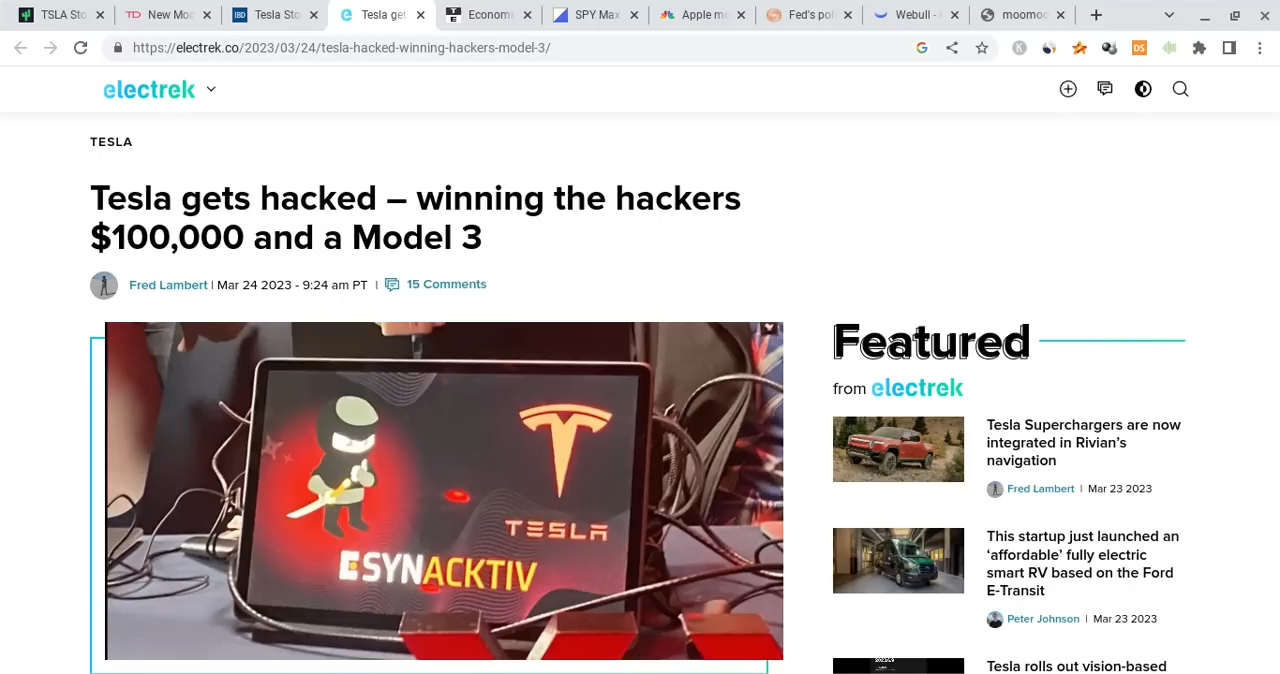 TSLA Sto
New Moc
Tesla Sto
Tesla get
Econom
SPY Max
Apple mo
Fed's pol
Webull -
moomoo
https://electrek.co/2023/03/24/tesla-hacked-winning-hackers-model-3/
electrek
TESLA
Tesla gets hacked – winning the hackers
$100,000 and a Model 3
Fred Lambert | Mar 24 2023 - 9:24 am PT | 15 Comments
TESLA
SYNACKTIV
Featured
from electrek
Tesla Superchargers are now
integrated in Rivian’s
navigation
Fred Lambert | Mar 23 2023
This startup just launched an
‘affordable’ fully electric
smart RV based on the Ford
E-Transit
Peter Johnson | Mar 23 2023
Tesla rolls out vision-based